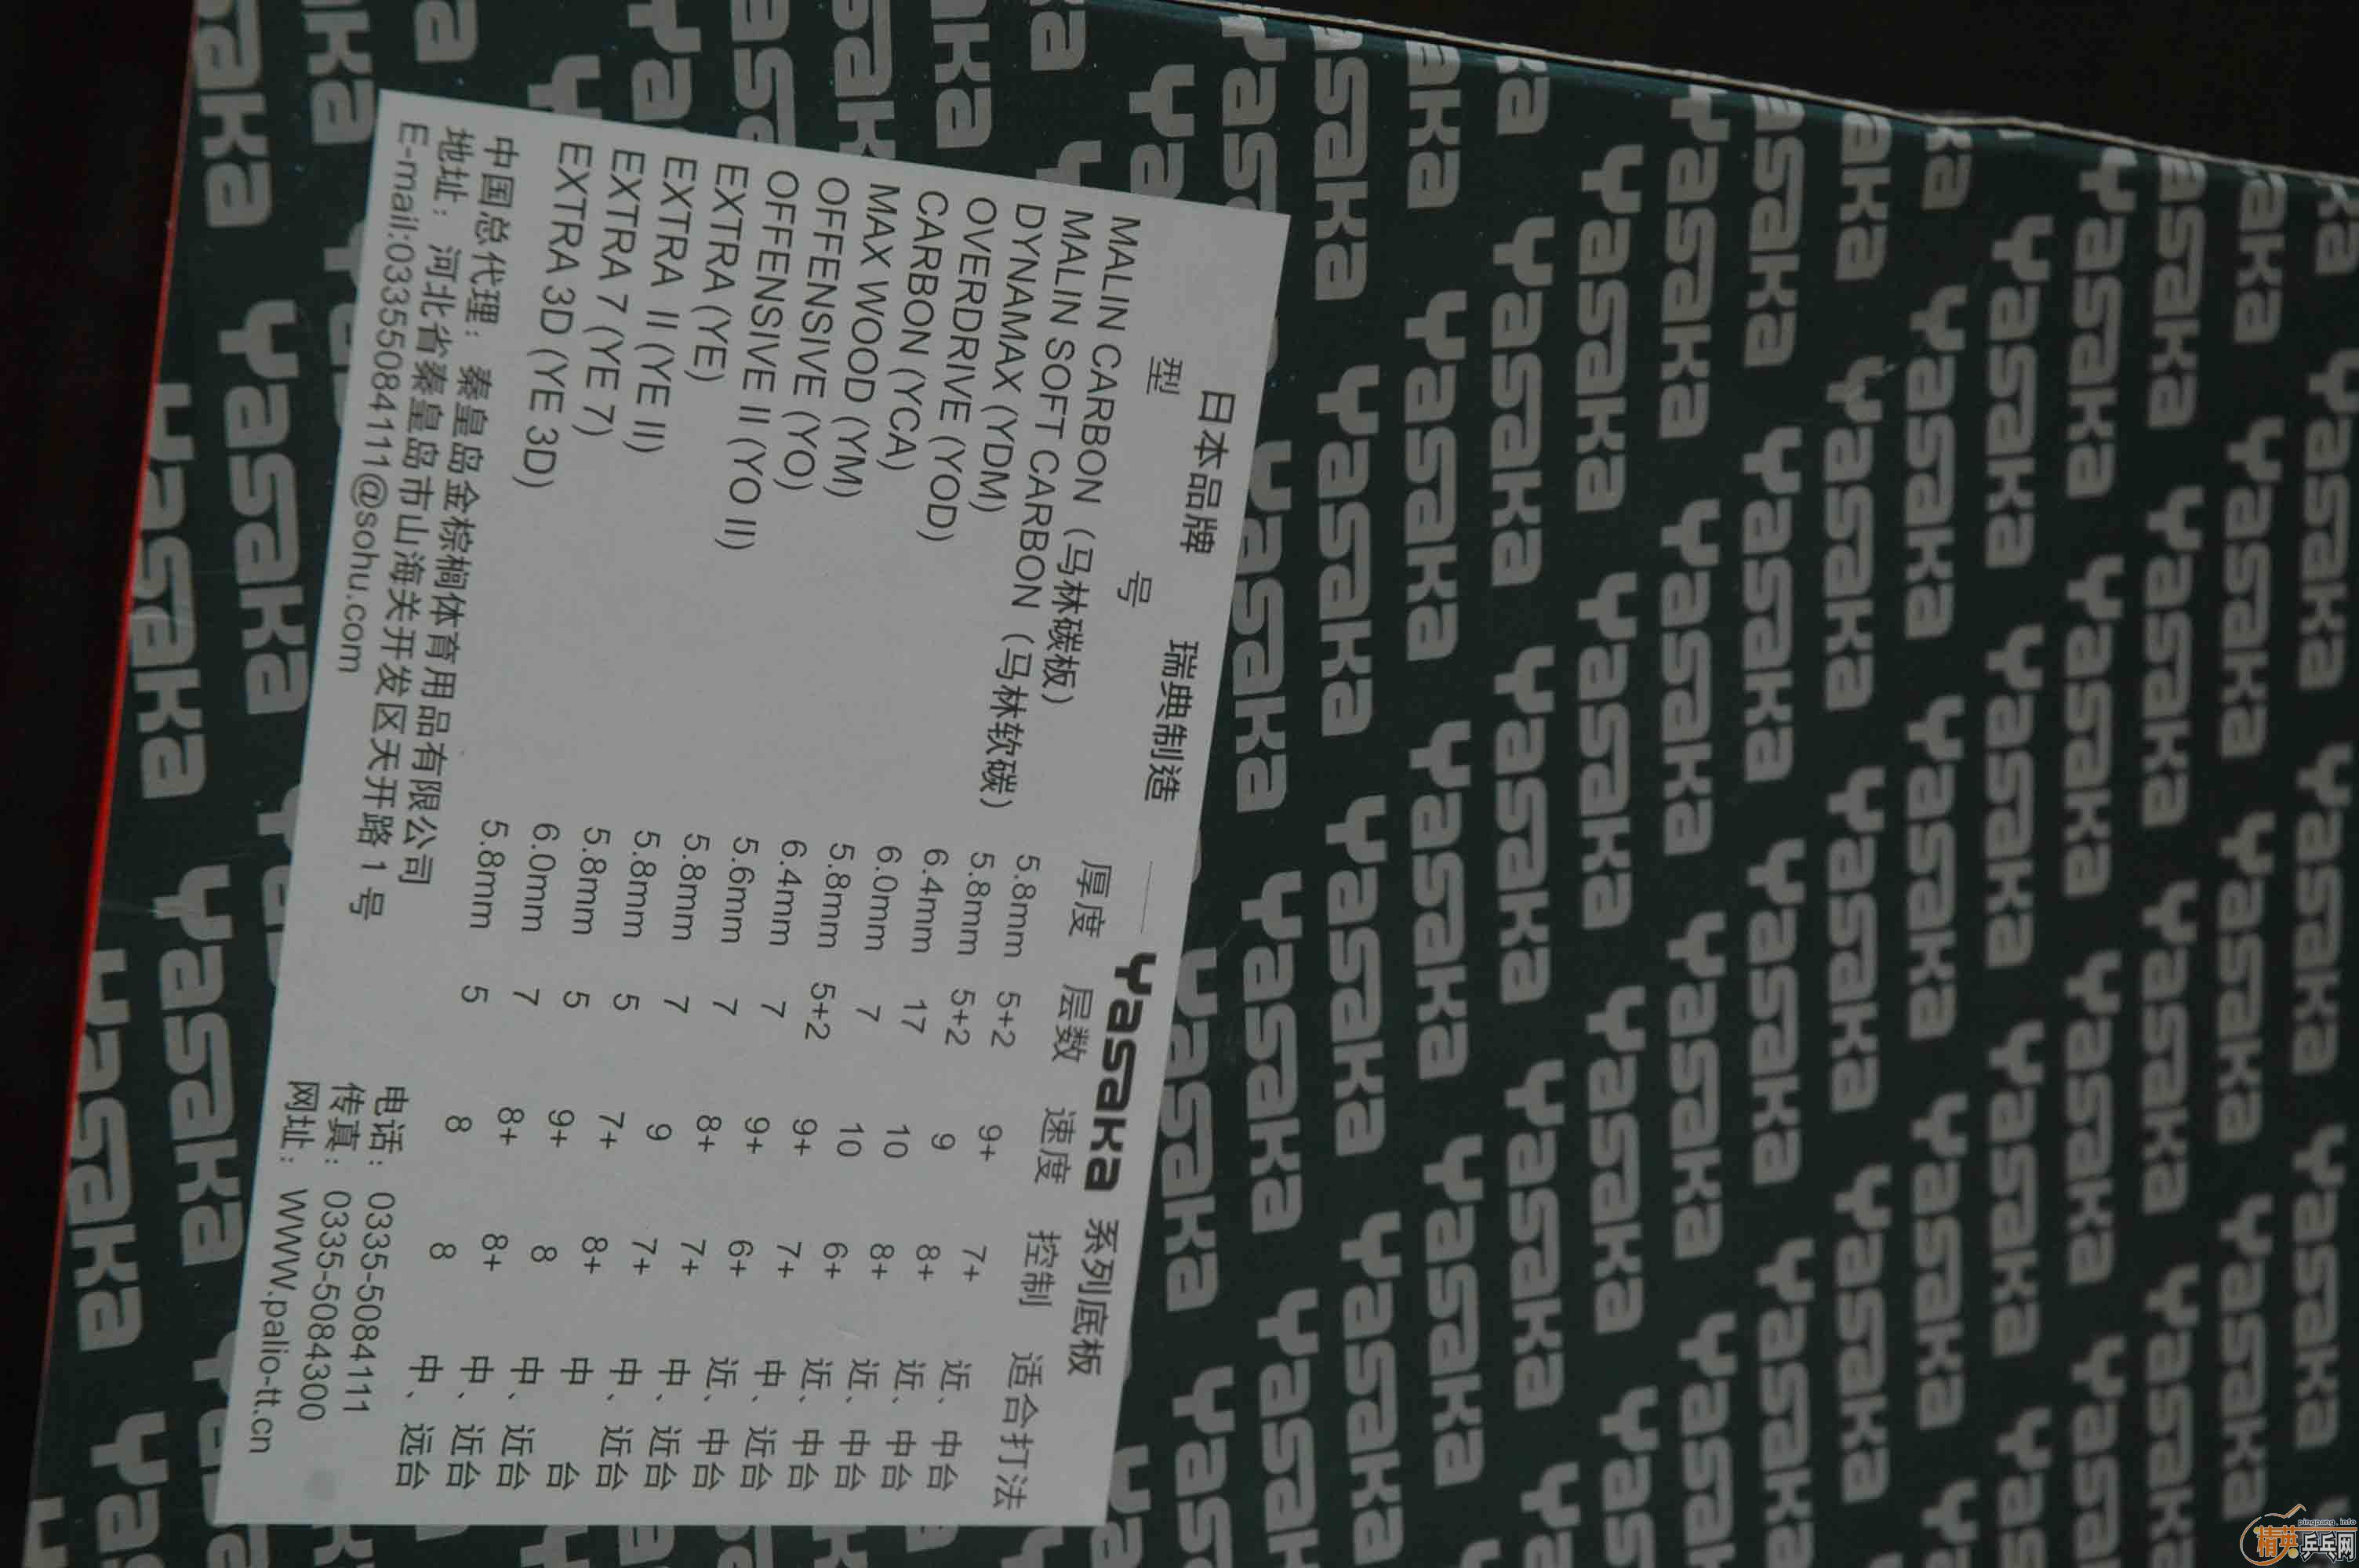 日本品牌 瑞典制造 —— Yasaka 系列底板
型 号 厚度 层数 速度 控制 适合打法
MALIN CARBON（马林碳板） 5.8mm 5+2 9+ 7+ 近、中台
MALIN SOFT CARBON（马林软碳） 5.8mm 5+2 9 8+ 近、中台
DYNAMAX (YDM) 6.4mm 17 10 8+ 近、中台
OVERDRIVE (YOD) 6.0mm 7 10 6+ 近、中台
CARBON (YCA) 5.8mm 5+2 9+ 7+ 中、近台
MAX WOOD (YM) 6.4mm 7 9+ 6+ 近、中台
OFFENSIVE (YO) 5.6mm 7 8+ 7+ 中、近台
OFFENSIVE II (YO II) 5.8mm 7 9 7+ 中、近台
EXTRA (YE) 5.8mm 5 7+ 8+ 中 台
EXTRA II (YE II) 5.8mm 5 9+ 8 中、近台
EXTRA 7 (YE 7) 6.0mm 7 8+ 8+ 中、近台
EXTRA 3D (YE 3D) 5.8mm 5 8 8 中、远台
中国总代理：秦皇岛金棕榈体育用品有限公司 电话：0335-5084111
地址：河北省秦皇岛市山海关开发区天开路1号 传真：0335-5084300
E-mail:03355084111@sohu.com 网址：WWW.palio-tt.cn
Yasaka
pingpang.info
精英乒乓网